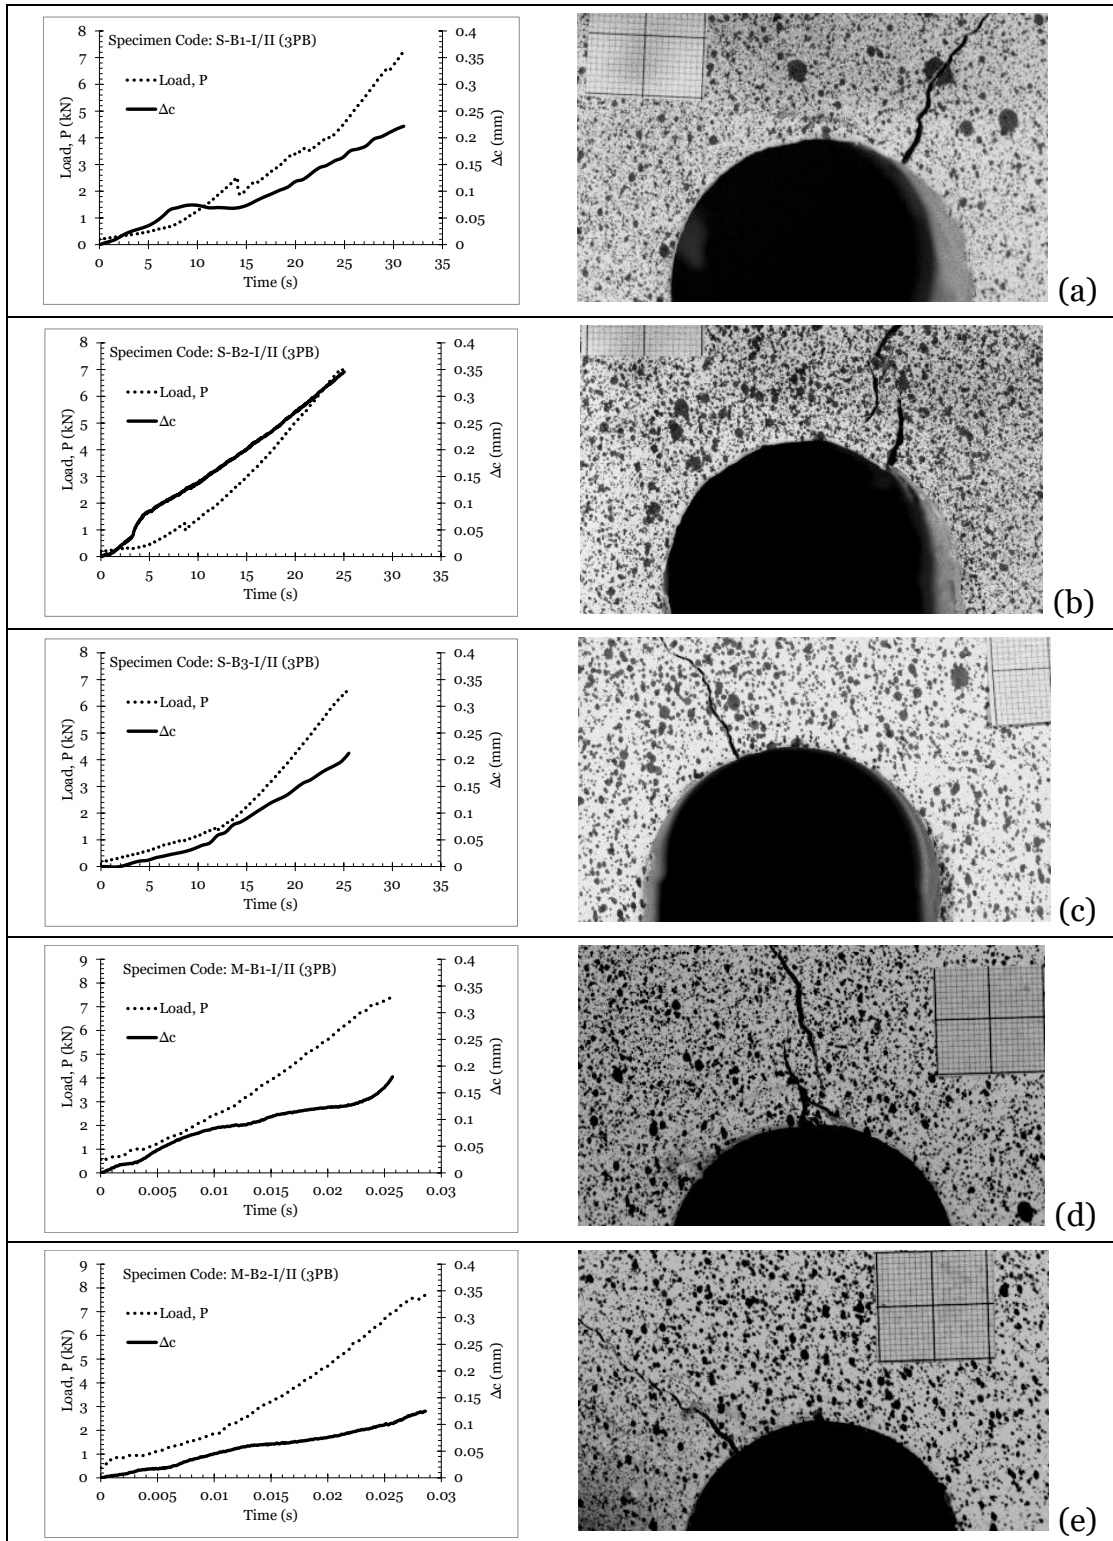 Specimen Code: S-B1-I/II (3PB)
Load, P
Δc
Load, P (kN)
0 1 2 3 4 5 6 7 8
Δc (mm)
0 0.05 0.1 0.15 0.2 0.25 0.3 0.35 0.4
0 5 10 15 20 25 30 35
Time (s)
(a)
Specimen Code: S-B2-I/II (3PB)
Load, P
Δc
Load, P (kN)
0 1 2 3 4 5 6 7 8
Δc (mm)
0 0.05 0.1 0.15 0.2 0.25 0.3 0.35 0.4
0 5 10 15 20 25 30 35
Time (s)
(b)
Specimen Code: S-B3-I/II (3PB)
Load, P
Δc
Load, P (kN)
0 1 2 3 4 5 6 7 8
Δc (mm)
0 0.05 0.1 0.15 0.2 0.25 0.3 0.35 0.4
0 5 10 15 20 25 30 35
Time (s)
(c)
Specimen Code: M-B1-I/II (3PB)
Load, P
Δc
Load, P (kN)
0 1 2 3 4 5 6 7 8 9
Δc (mm)
0 0.05 0.1 0.15 0.2 0.25 0.3 0.35 0.4
0 0.005 0.01 0.015 0.02 0.025 0.03
Time (s)
(d)
Specimen Code: M-B2-I/II (3PB)
Load, P
Δc
Load, P (kN)
0 1 2 3 4 5 6 7 8 9
Δc (mm)
0 0.05 0.1 0.15 0.2 0.25 0.3 0.35 0.4
0 0.005 0.01 0.015 0.02 0.025 0.03
Time (s)
(e)